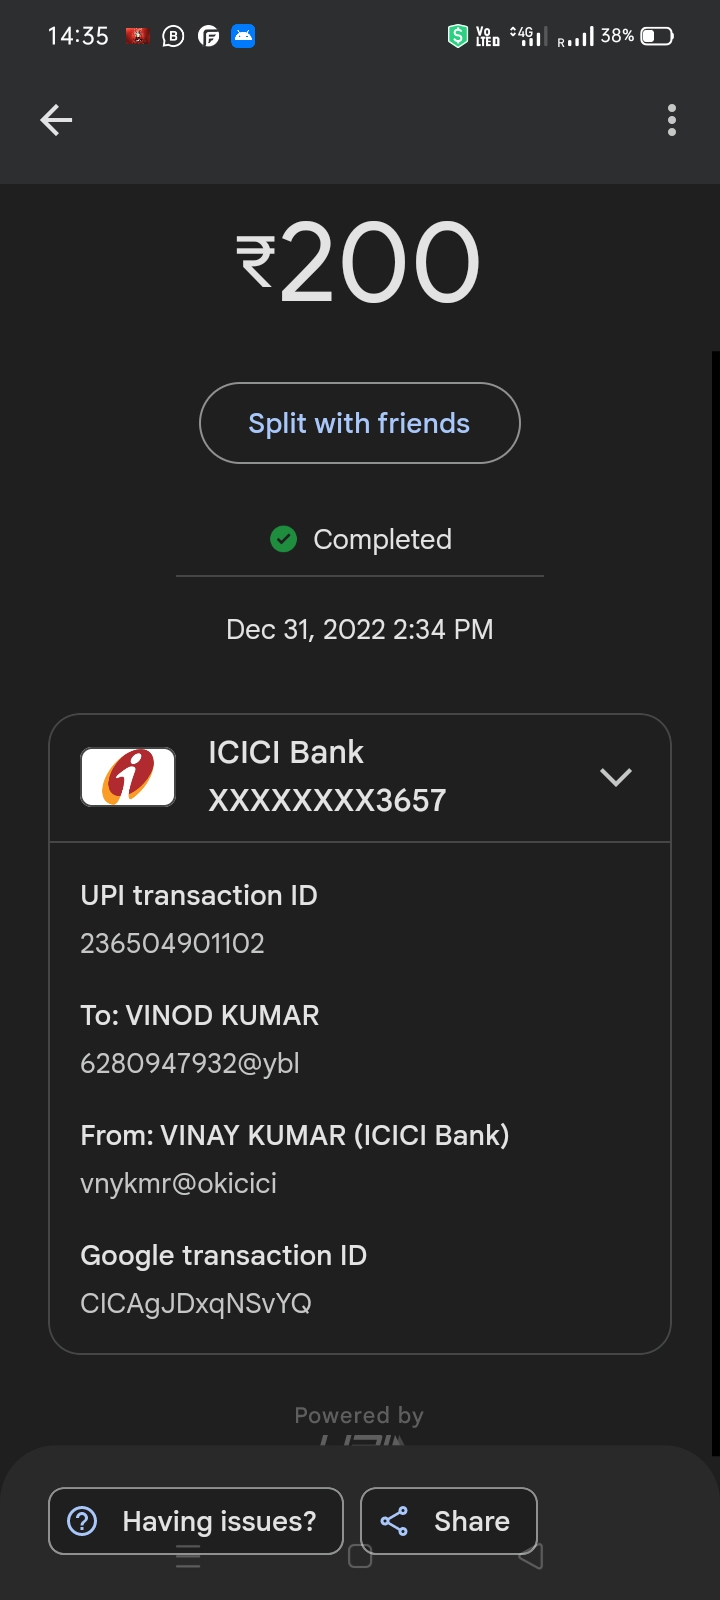 14:35
Vo LTE 4G R 38%
₹200
Split with friends
Completed
Dec 31, 2022 2:34 PM
ICICI Bank
XXXXXXXX3657
UPI transaction ID
236504901102
To: VINOD KUMAR
6280947932@ybl
From: VINAY KUMAR (ICICI Bank)
vnykmr@okicici
Google transaction ID
CICAgJDxqNSvYQ
Powered by
Having issues?
Share